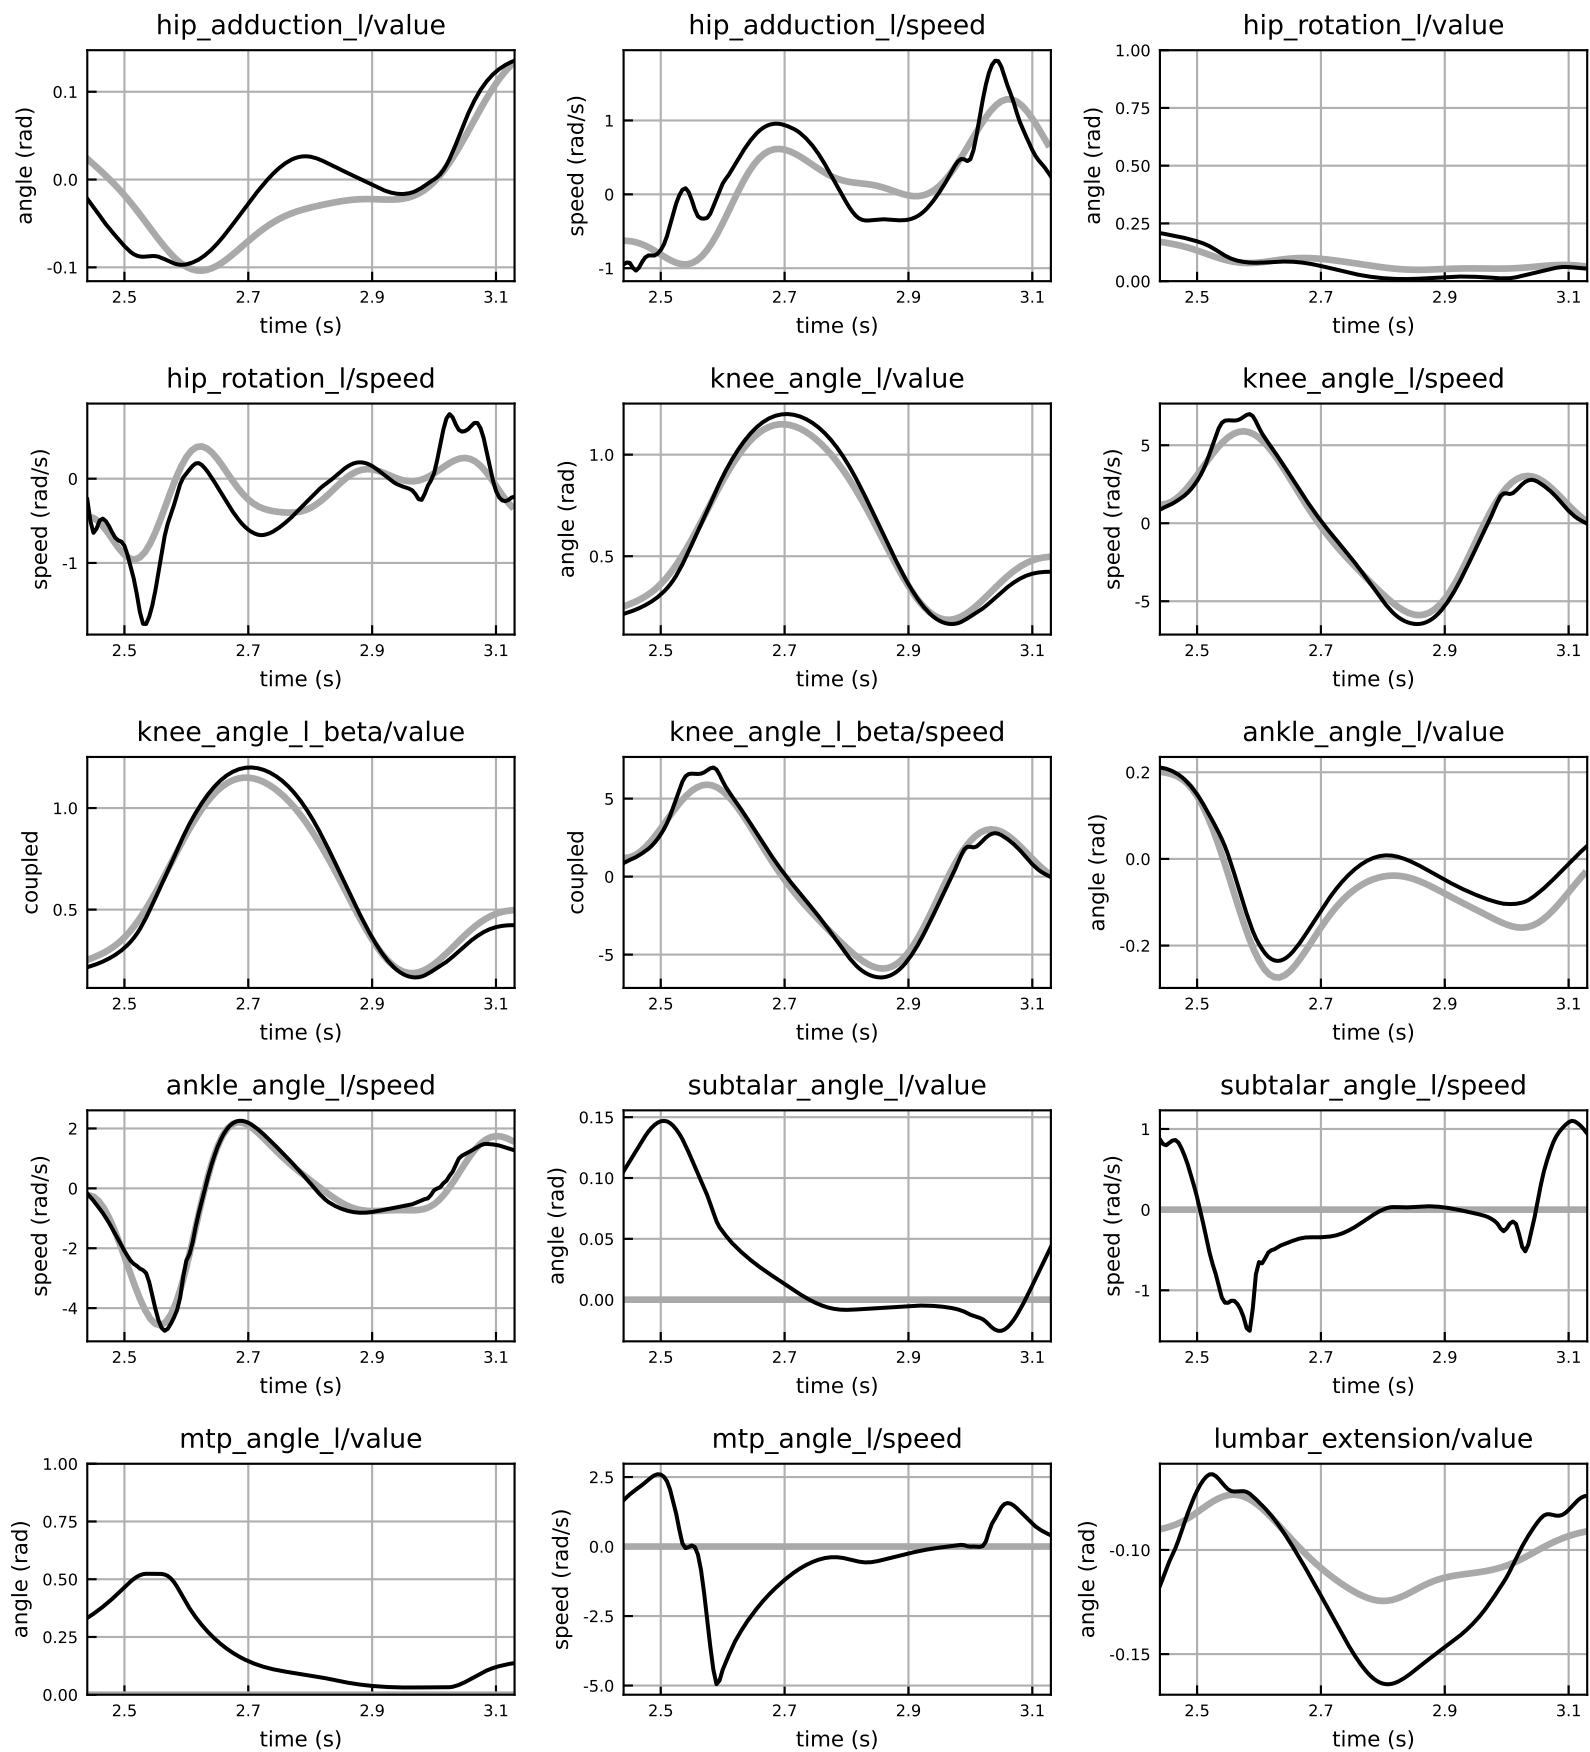 hip_adduction_l/value
hip_adduction_l/speed
hip_rotation_l/value
angle (rad)
0.1
0.0
-0.1
2.5 2.7 2.9 3.1
time (s)
speed (rad/s)
1
0
-1
2.5 2.7 2.9 3.1
time (s)
angle (rad)
1.00
0.75
0.50
0.25
0.00
2.5 2.7 2.9 3.1
time (s)
hip_rotation_l/speed
knee_angle_l/value
knee_angle_l/speed
speed (rad/s)
0
-1
2.5 2.7 2.9 3.1
time (s)
angle (rad)
1.0
0.5
2.5 2.7 2.9 3.1
time (s)
speed (rad/s)
5
0
-5
2.5 2.7 2.9 3.1
time (s)
knee_angle_l_beta/value
knee_angle_l_beta/speed
ankle_angle_l/value
coupled
1.0
0.5
2.5 2.7 2.9 3.1
time (s)
coupled
5
0
-5
2.5 2.7 2.9 3.1
time (s)
angle (rad)
0.2
0.0
-0.2
2.5 2.7 2.9 3.1
time (s)
ankle_angle_l/speed
subtalar_angle_l/value
subtalar_angle_l/speed
speed (rad/s)
2
0
-2
-4
2.5 2.7 2.9 3.1
time (s)
angle (rad)
0.15
0.10
0.05
0.00
2.5 2.7 2.9 3.1
time (s)
speed (rad/s)
1
0
-1
2.5 2.7 2.9 3.1
time (s)
mtp_angle_l/value
mtp_angle_l/speed
lumbar_extension/value
angle (rad)
1.00
0.75
0.50
0.25
0.00
2.5 2.7 2.9 3.1
time (s)
speed (rad/s)
2.5
0.0
-2.5
-5.0
2.5 2.7 2.9 3.1
time (s)
angle (rad)
-0.10
-0.15
2.5 2.7 2.9 3.1
time (s)